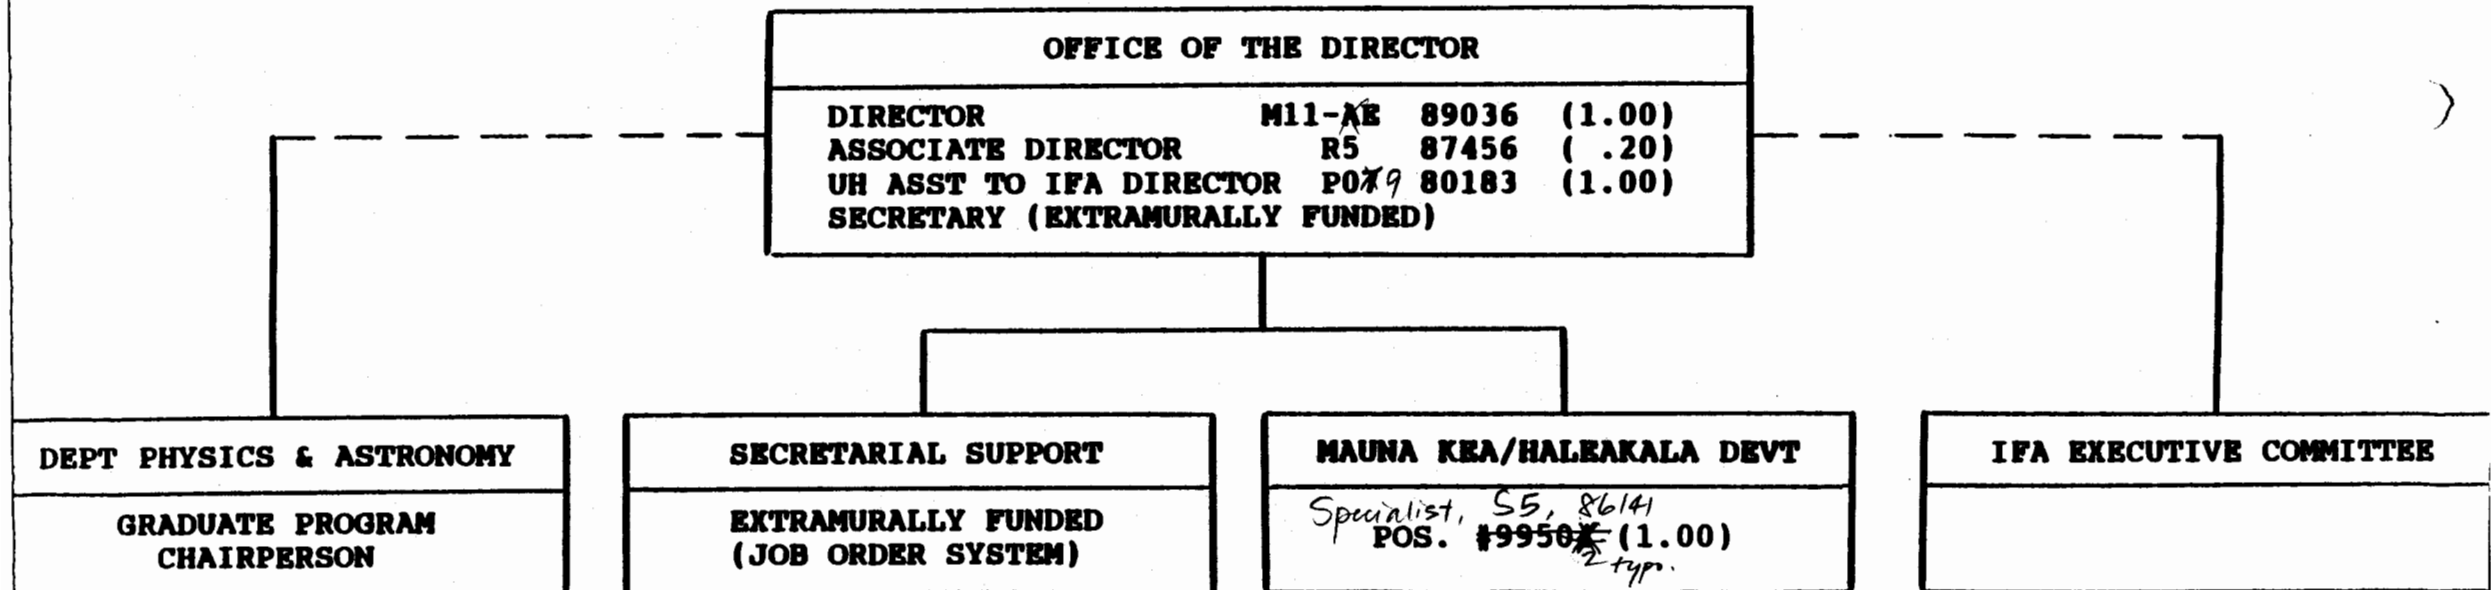 OFFICE OF THE DIRECTOR
DIRECTOR M11-E 89036 (1.00)
ASSOCIATE DIRECTOR R5 87456 ( .20)
UH ASST TO IFA DIRECTOR P09 80183 (1.00)
SECRETARY (EXTRAMURALLY FUNDED)
DEPT PHYSICS & ASTRONOMY
GRADUATE PROGRAM
CHAIRPERSON
SECRETARIAL SUPPORT
EXTRAMURALLY FUNDED
(JOB ORDER SYSTEM)
MAUNA KEA/HALEAKALA DEVT
Specialist, S5, 86141
POS. #9950 (1.00)
2 typo.
IFA EXECUTIVE COMMITTEE